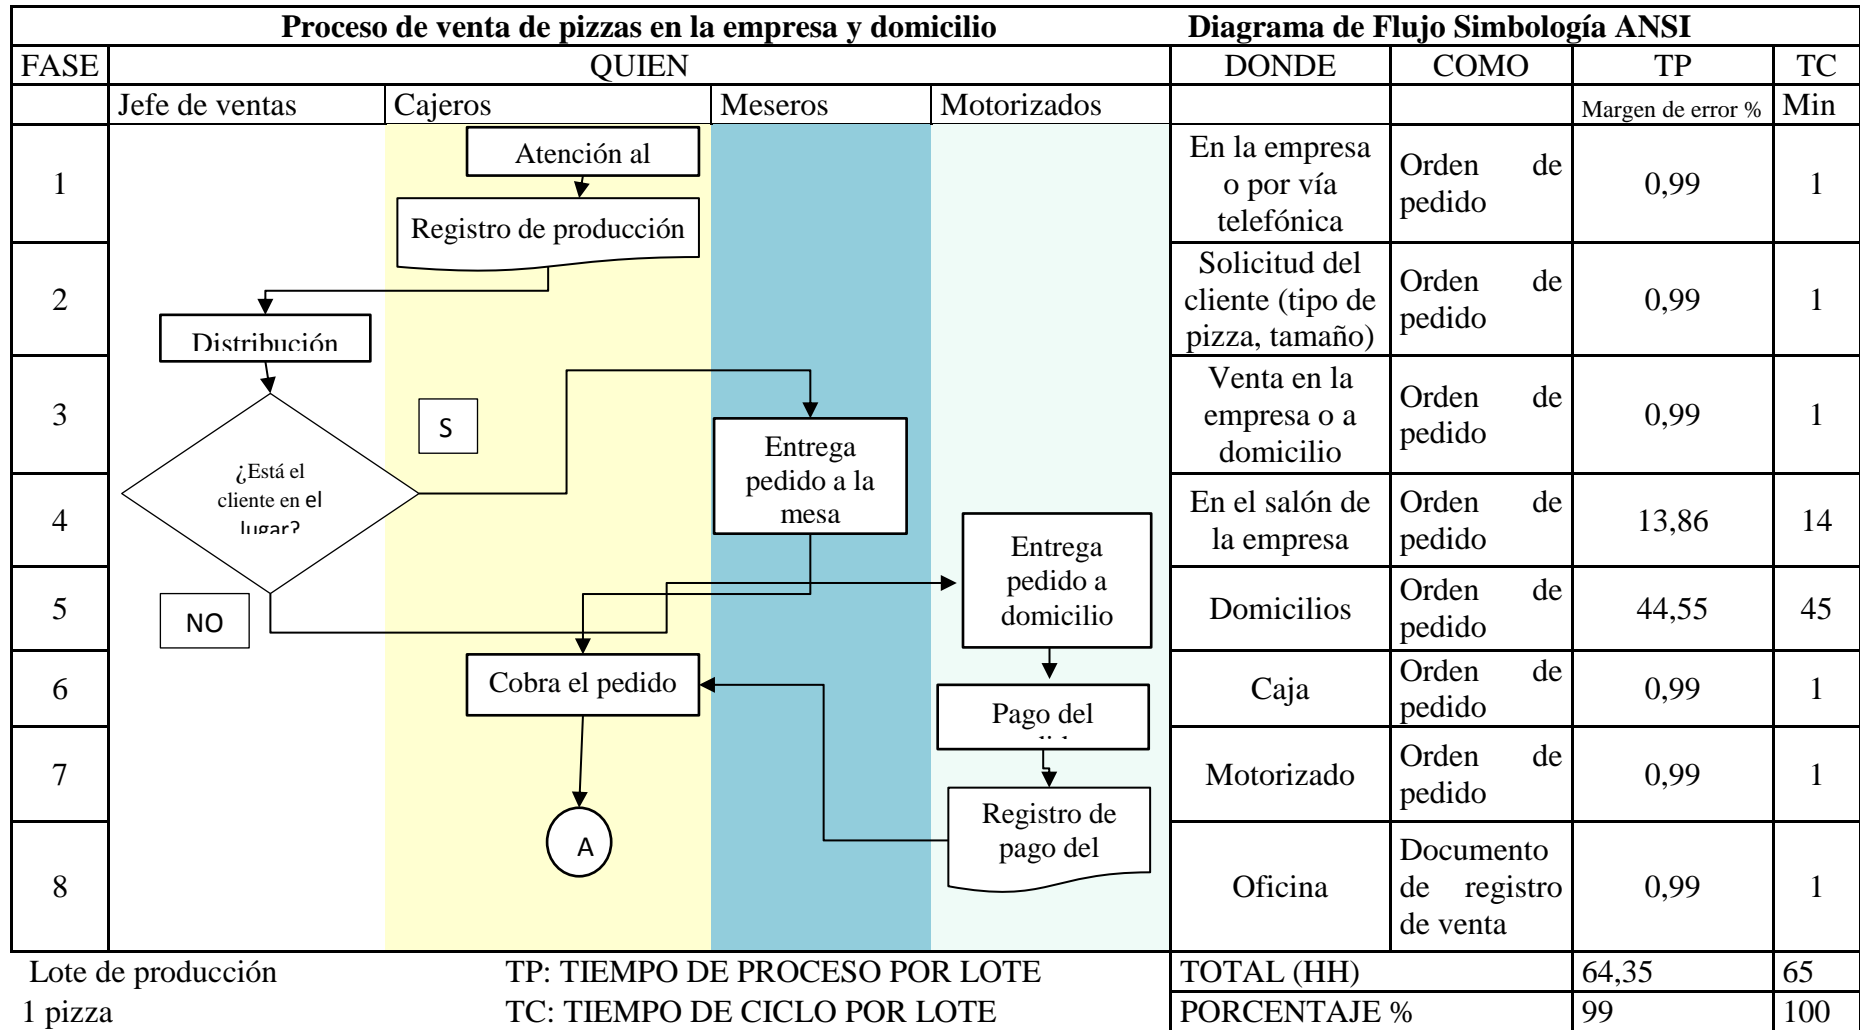 Proceso de venta de pizzas en la empresa y domicilio Diagrama de Flujo Simbología ANSI
FASE QUIEN DONDE COMO TP TC
Jefe de ventas Cajeros Meseros Motorizados Margen de error % Min
1
Atención al
Registro de producción
En la empresa
o por vía
telefónica
Orden de
pedido
0,99
1
2
Distribución
Solicitud del
cliente (tipo de
pizza, tamaño)
Orden de
pedido
0,99
1
3
S
Entrega
pedido a la
mesa
Venta en la
empresa o a
domicilio
Orden de
pedido
0,99
1
¿Está el
cliente en el
lugar?
4
En el salón de
la empresa
Orden de
pedido
13,86
14
Entrega
pedido a
domicilio
5
NO
Domicilios
Orden de
pedido
44,55
45
6
Cobra el pedido
Pago del
Caja
Orden de
pedido
0,99
1
7
Motorizado
Orden de
pedido
0,99
1
Registro de
pago del
8
A
Oficina
Documento
de registro
de venta
0,99
1
Lote de producción TP: TIEMPO DE PROCESO POR LOTE TOTAL (HH) 64,35 65
1 pizza TC: TIEMPO DE CICLO POR LOTE PORCENTAJE % 99 100